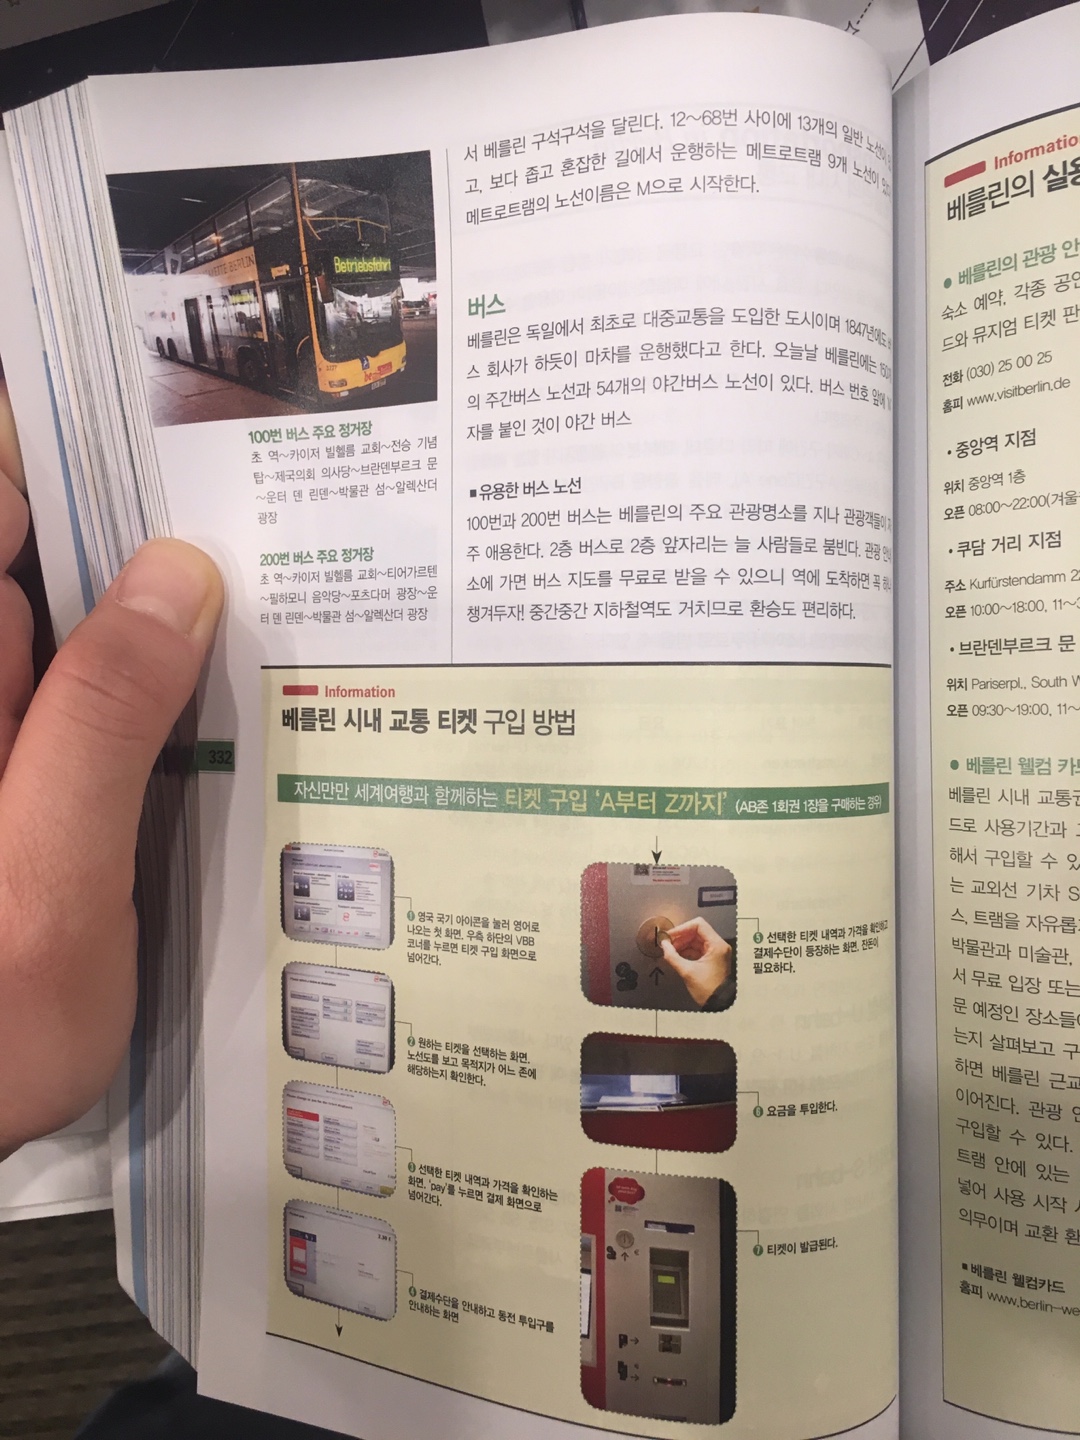 서 베를린 구석구석을 달린다. 12~68번 사이에 13개의 일반 노선이
고, 보다 좁고 혼잡한 길에서 운행하는 메트로트램 9개 노선이
메트로트램의 노선이름은 M으로 시작한다.
버스
베를린은 독일에서 최초로 대중교통을 도입한 도시이며 1847년에도
스 회사가 하듯이 마차를 운행했다고 한다. 오늘날 베를린에는
의 주간버스 노선과 54개의 야간버스 노선이 있다. 버스 번호 앞에
자를 붙인 것이 야간 버스
■ 유용한 버스 노선
100번과 200번 버스는 베를린의 주요 관광명소를 지나 관광객들이
주 애용한다. 2층 버스로 2층 앞자리는 늘 사람들로 붐빈다. 관광
소에 가면 버스 지도를 무료로 받을 수 있으니 역에 도착하면 꼭
챙겨두자! 중간중간 지하철역도 거치므로 환승도 편리하다.
Betriebsfahrt
100번 버스 주요 정거장
초 역~카이저 빌헬름 교회~전승 기념
탑~제국의회 의사당~브란덴부르크 문
~운터 덴 린덴~박물관 섬~알렉산더
광장
200번 버스 주요 정거장
초 역~카이저 빌헬름 교회~티어가르텐
~필하모니 음악당~포츠다머 광장~운
터 덴 린덴~박물관 섬~알렉산더 광장
332
Information
베를린 시내 교통 티켓 구입 방법
자신만만 세계여행과 함께하는 티켓 구입 ‘A부터 Z까지’ (AB존 1회권 1장을 구매하는 경우)
❶ 영국 국기 아이콘을 눌러 영어로
나오는 첫 화면. 우측 하단의 VBB
코너를 누르면 티켓 구입 화면으로
넘어간다.
❷ 원하는 티켓을 선택하는 화면.
노선도를 보고 목적지가 어느 존에
해당하는지 확인한다.
❸ 선택한 티켓 내역과 가격을 확인하는
화면. ‘pay’를 누르면 결제 화면으로
넘어간다.
❹ 결제수단을 안내하고 동전 투입구를
안내하는 화면
❺ 선택한 티켓 내역과 가격을 확인하고
결제수단이 등장하는 화면. 잔돈이
필요하다.
❻ 요금을 투입한다.
❼ 티켓이 발급된다.
Information
베를린의 실용
● 베를린의 관광 안
숙소 예약, 각종 공연
드와 뮤지엄 티켓 판
전화 (030) 25 00 25
홈피 www.visitberlin.de
• 중앙역 지점
위치 중앙역 1층
오픈 08:00~22:00(겨울
• 쿠담 거리 지점
주소 Kurfürstendamm 22
오픈 10:00~18:00, 11~
• 브란덴부르크 문
위치 Pariserpl., South W
오픈 09:30~19:00, 11~
● 베를린 웰컴 카드
베를린 시내 교통권
드로 사용기간과
해서 구입할 수 있
는 교외선 기차 S
스, 트램을 자유롭
박물관과 미술관,
서 무료 입장 또는
문 예정인 장소들이
는지 살펴보고 구
하면 베를린 근교
이어진다. 관광 안
구입할 수 있다.
트램 안에 있는
넣어 사용 시작
의무이며 교환 환
■ 베를린 웰컴카드
홈피 www.berlin-we